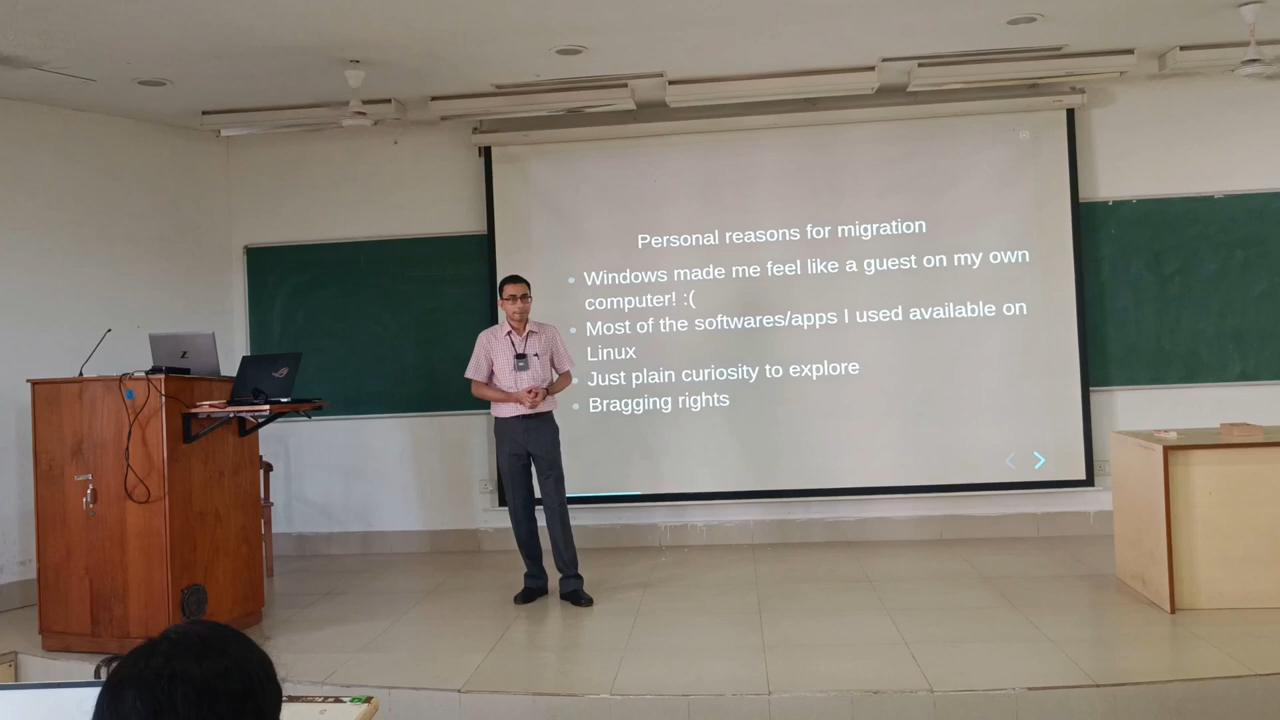 Personal reasons for migration
Windows made me feel like a guest on my own
computer! :(
Most of the softwares/apps I used available on
Linux
Just plain curiosity to explore
Bragging rights